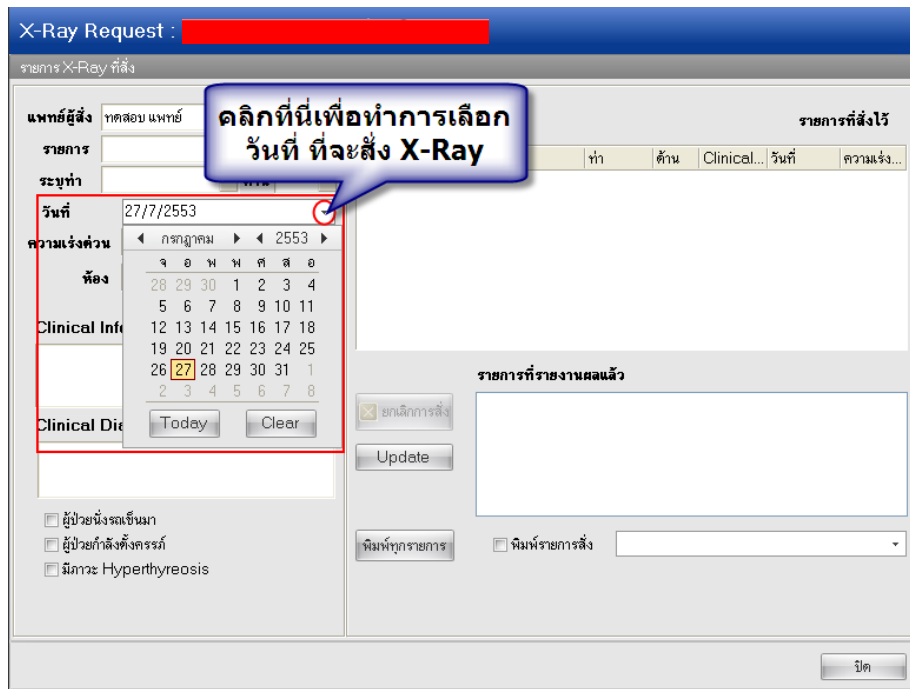 X-Ray Request :
รายการ X-Ray ที่สั่ง
คลิกที่นี่เพื่อทำการเลือก
วันที่ ที่จะสั่ง X-Ray
แพทย์ผู้สั่ง ทดสอบ แพทย์
รายการ
ระบุท่า
วันที่ 27/7/2553
ความเร่งด่วน
ห้อง
กรกฎาคม 2553
จ อ พ พ ศ ส อ
28 29 30 1 2 3 4
5 6 7 8 9 10 11
12 13 14 15 16 17 18
19 20 21 22 23 24 25
26 27 28 29 30 31 1
2 3 4 5 6 7 8
Today Clear
Clinical Info
Clinical Dia
ผู้ป่วยนั่งรถเข็นมา
ผู้ป่วยกำลังตั้งครรภ์
มีภาวะ Hyperthyreosis
รายการที่สั่งไว้
ท่า ด้าน Clinical... วันที่ ความเร่ง...
รายการที่รายงานผลแล้ว
ยกเลิกการสั่ง
Update
พิมพ์ทุกรายการ พิมพ์รายการสั่ง
ปิด